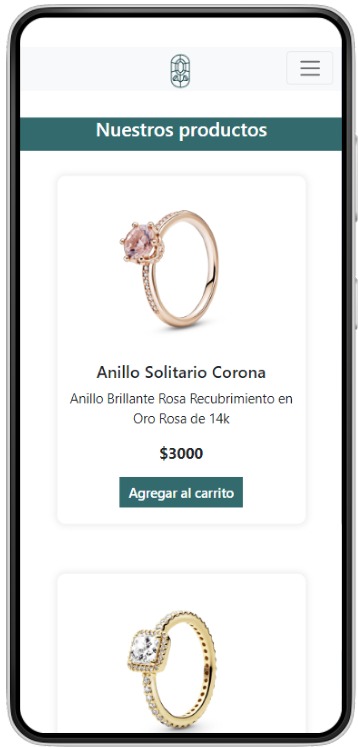 Nuestros productos
Anillo Solitario Corona
Anillo Brillante Rosa Recubrimiento en
Oro Rosa de 14k
$3000
Agregar al carrito